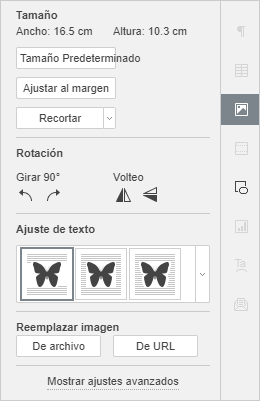 Tamaño
Ancho: 16.5 cm Altura: 10.3 cm
Tamaño Predeterminado
Ajustar al margen
Recortar
Rotación
Girar 90° Volteo
Ajuste de texto
Reemplazar imagen
De archivo De URL
Mostrar ajustes avanzados